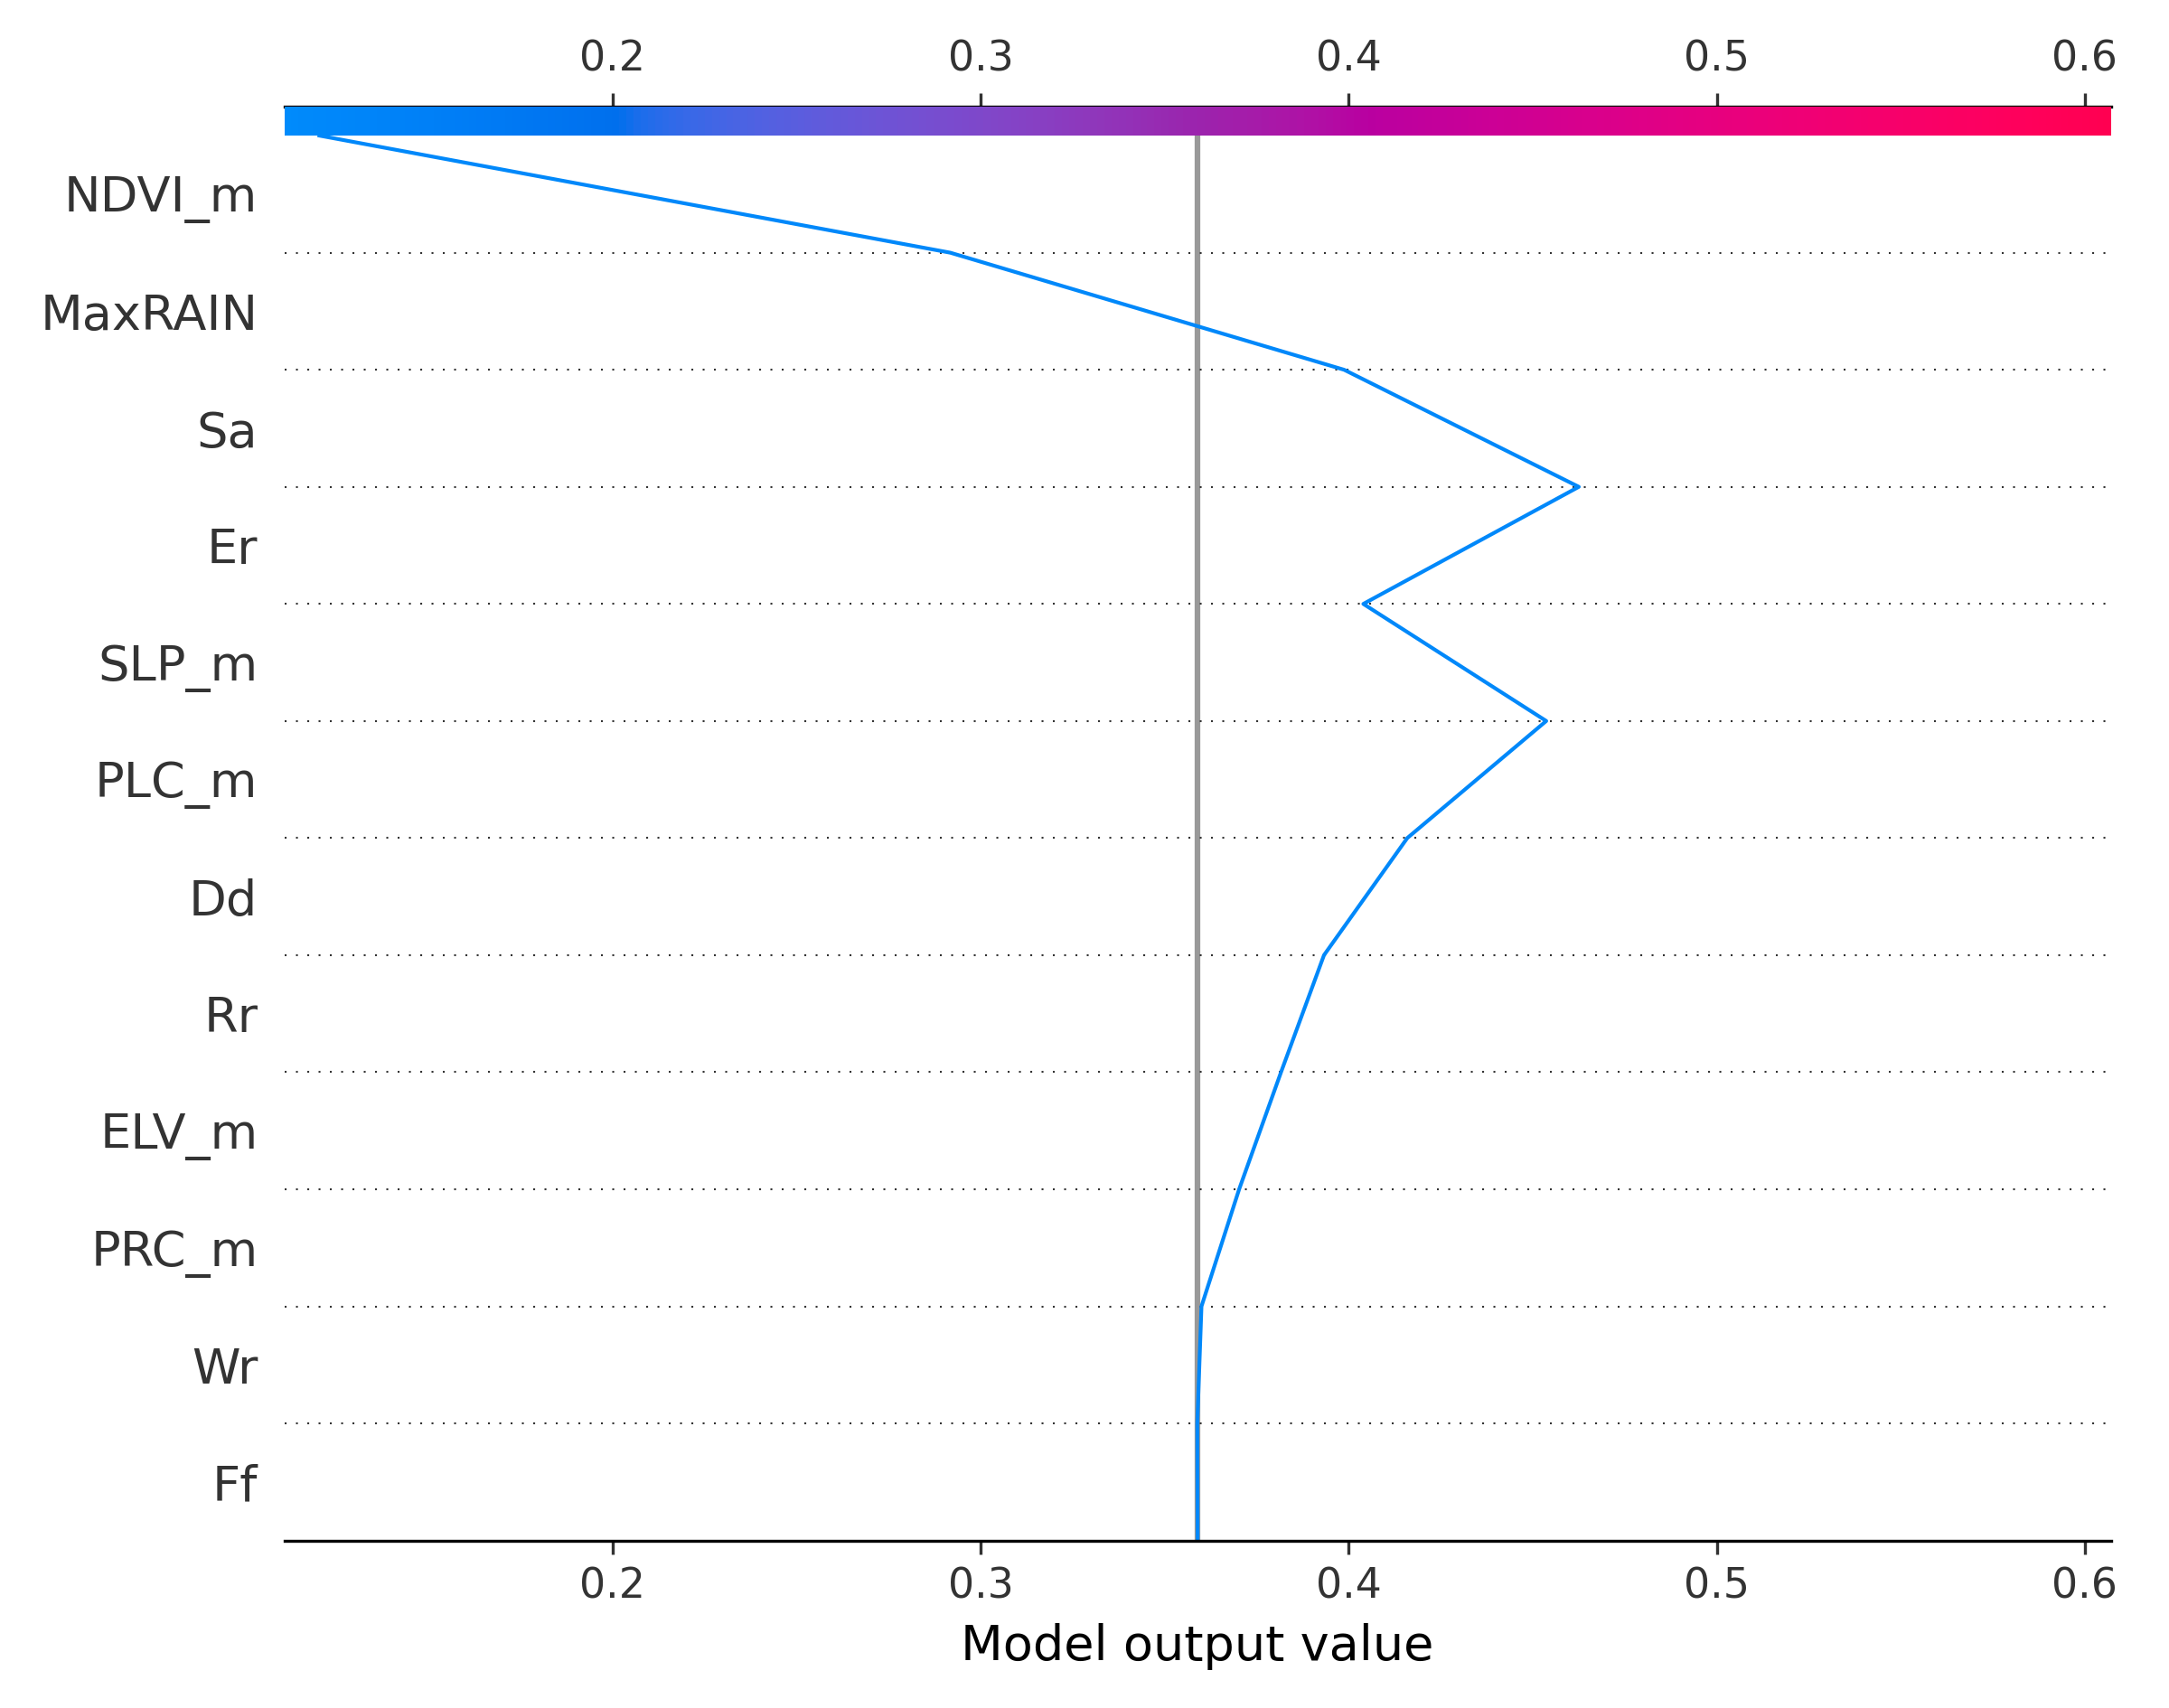 0.2 0.3 0.4 0.5 0.6
NDVI_m
MaxRAIN
Sa
Er
SLP_m
PLC_m
Dd
Rr
ELV_m
PRC_m
Wr
Ff
0.2 0.3 0.4 0.5 0.6
Model output value